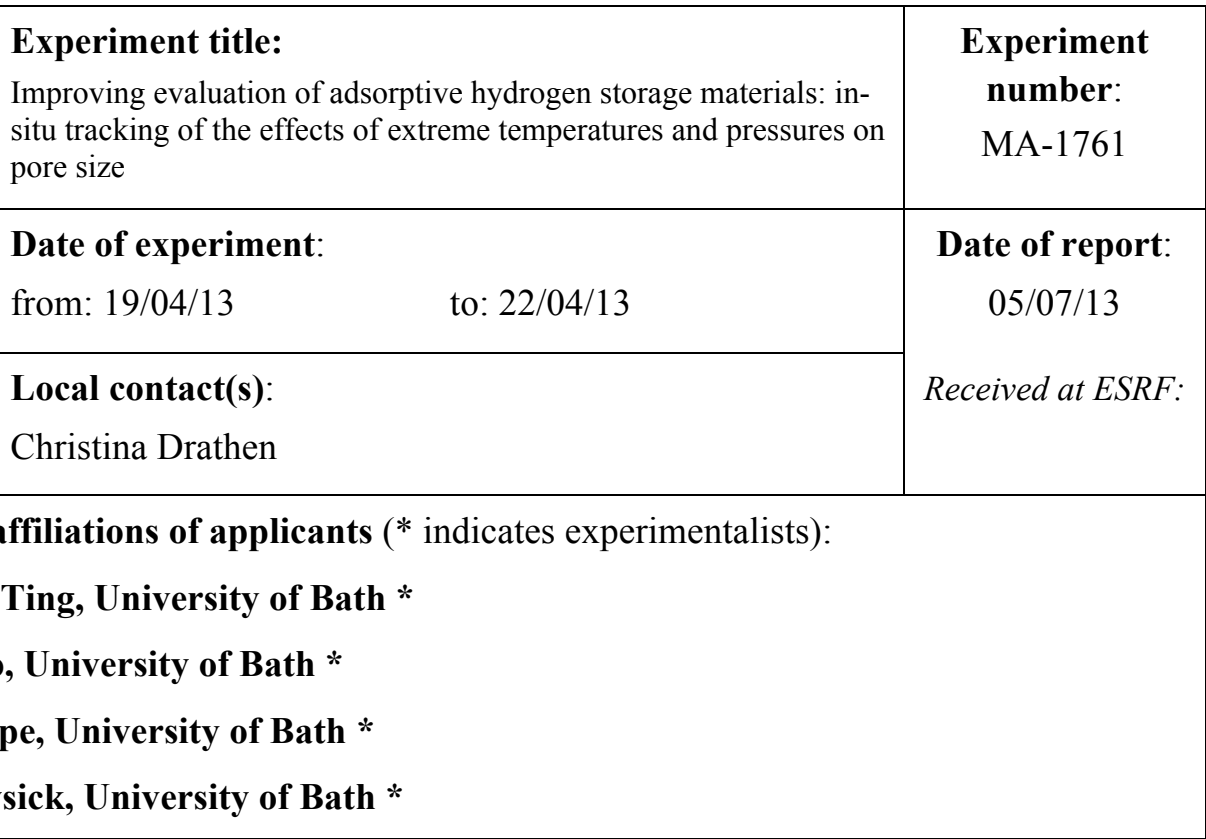 Experiment title:
Improving evaluation of adsorptive hydrogen storage materials: in-
situ tracking of the effects of extreme temperatures and pressures on
pore size
Experiment
number:
MA-1761
Date of experiment:
from: 19/04/13 to: 22/04/13
Date of report:
05/07/13
Local contact(s):
Christina Drathen
Received at ESRF:
affiliations of applicants (* indicates experimentalists):
Ting, University of Bath *
, University of Bath *
pe, University of Bath *
sick, University of Bath *